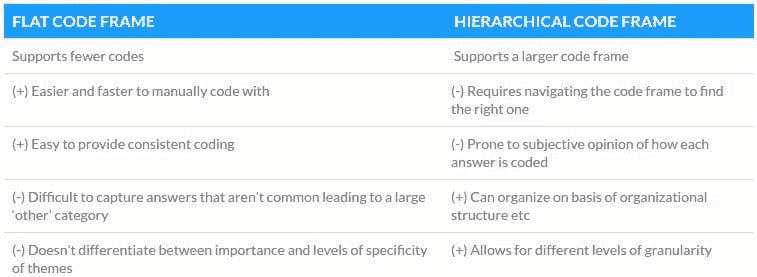 FLAT CODE FRAME HIERARCHICAL CODE FRAME
Supports fewer codes Supports a larger code frame
(+) Easier and faster to manually code with (-) Requires navigating the code frame to find
the right one
(+) Easy to provide consistent coding (-) Prone to subjective opinion of how each
answer is coded
(-) Difficult to capture answers that aren't common leading to a large (+) Can organize on basis of organizational
'other' category structure etc
(-) Doesn't differentiate between importance and levels of specificity (+) Allows for different levels of granularity
of themes